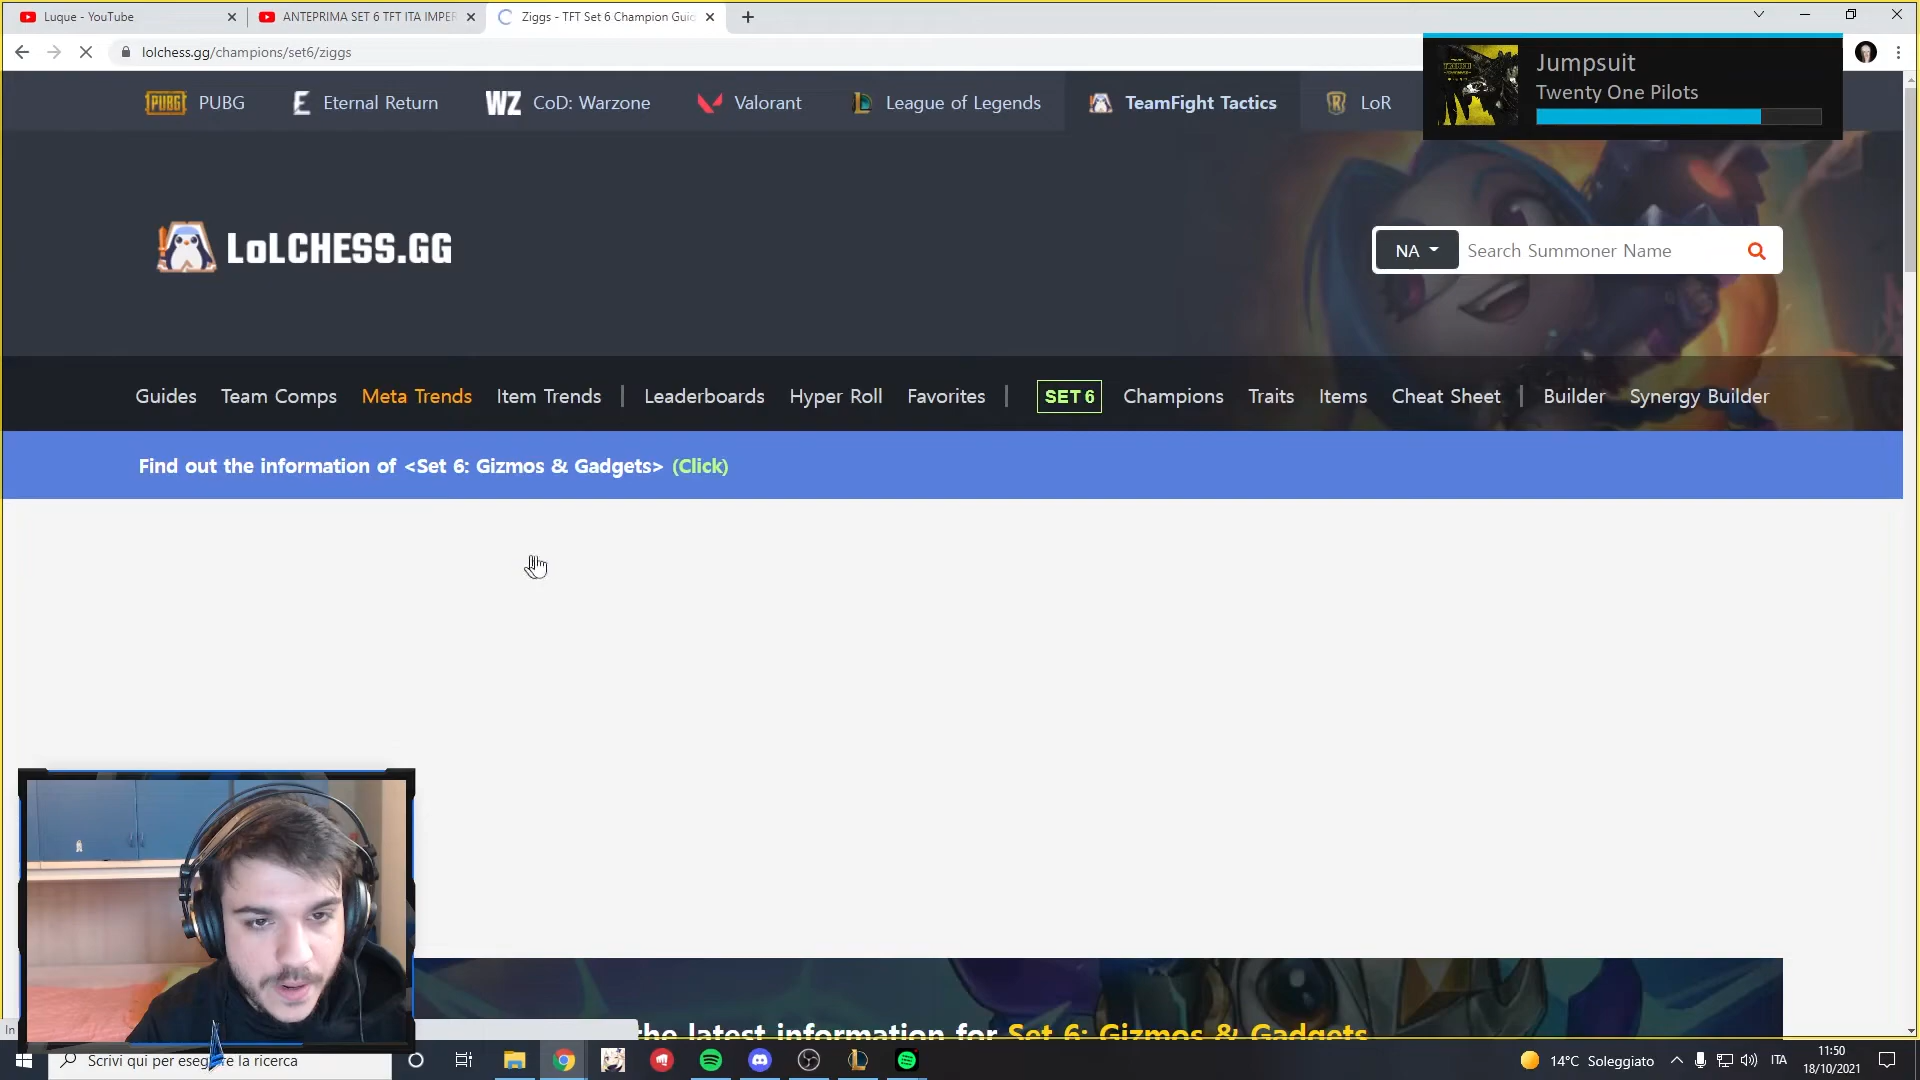 Luque - YouTube
ANTEPRIMA SET 6 TFT ITA IMPER
Ziggs - TFT Set 6 Champion Guid
lolchess.gg/champions/set6/ziggs
Jumpsuit
Twenty One Pilots
PUBG PUBG
Eternal Return
WZ CoD: Warzone
Valorant
League of Legends
TeamFight Tactics
LoR
LoLCHESS.GG
NA
Search Summoner Name
Guides Team Comps Meta Trends Item Trends | Leaderboards Hyper Roll Favorites | SET 6 Champions Traits Items Cheat Sheet | Builder Synergy Builder
Find out the information of <Set 6: Gizmos & Gadgets> (Click)
the latest information for Set 6: Gizmos & Gadgets
In
Scrivi qui per eseguire la ricerca
14°C Soleggiato
ITA
11:50
18/10/2021